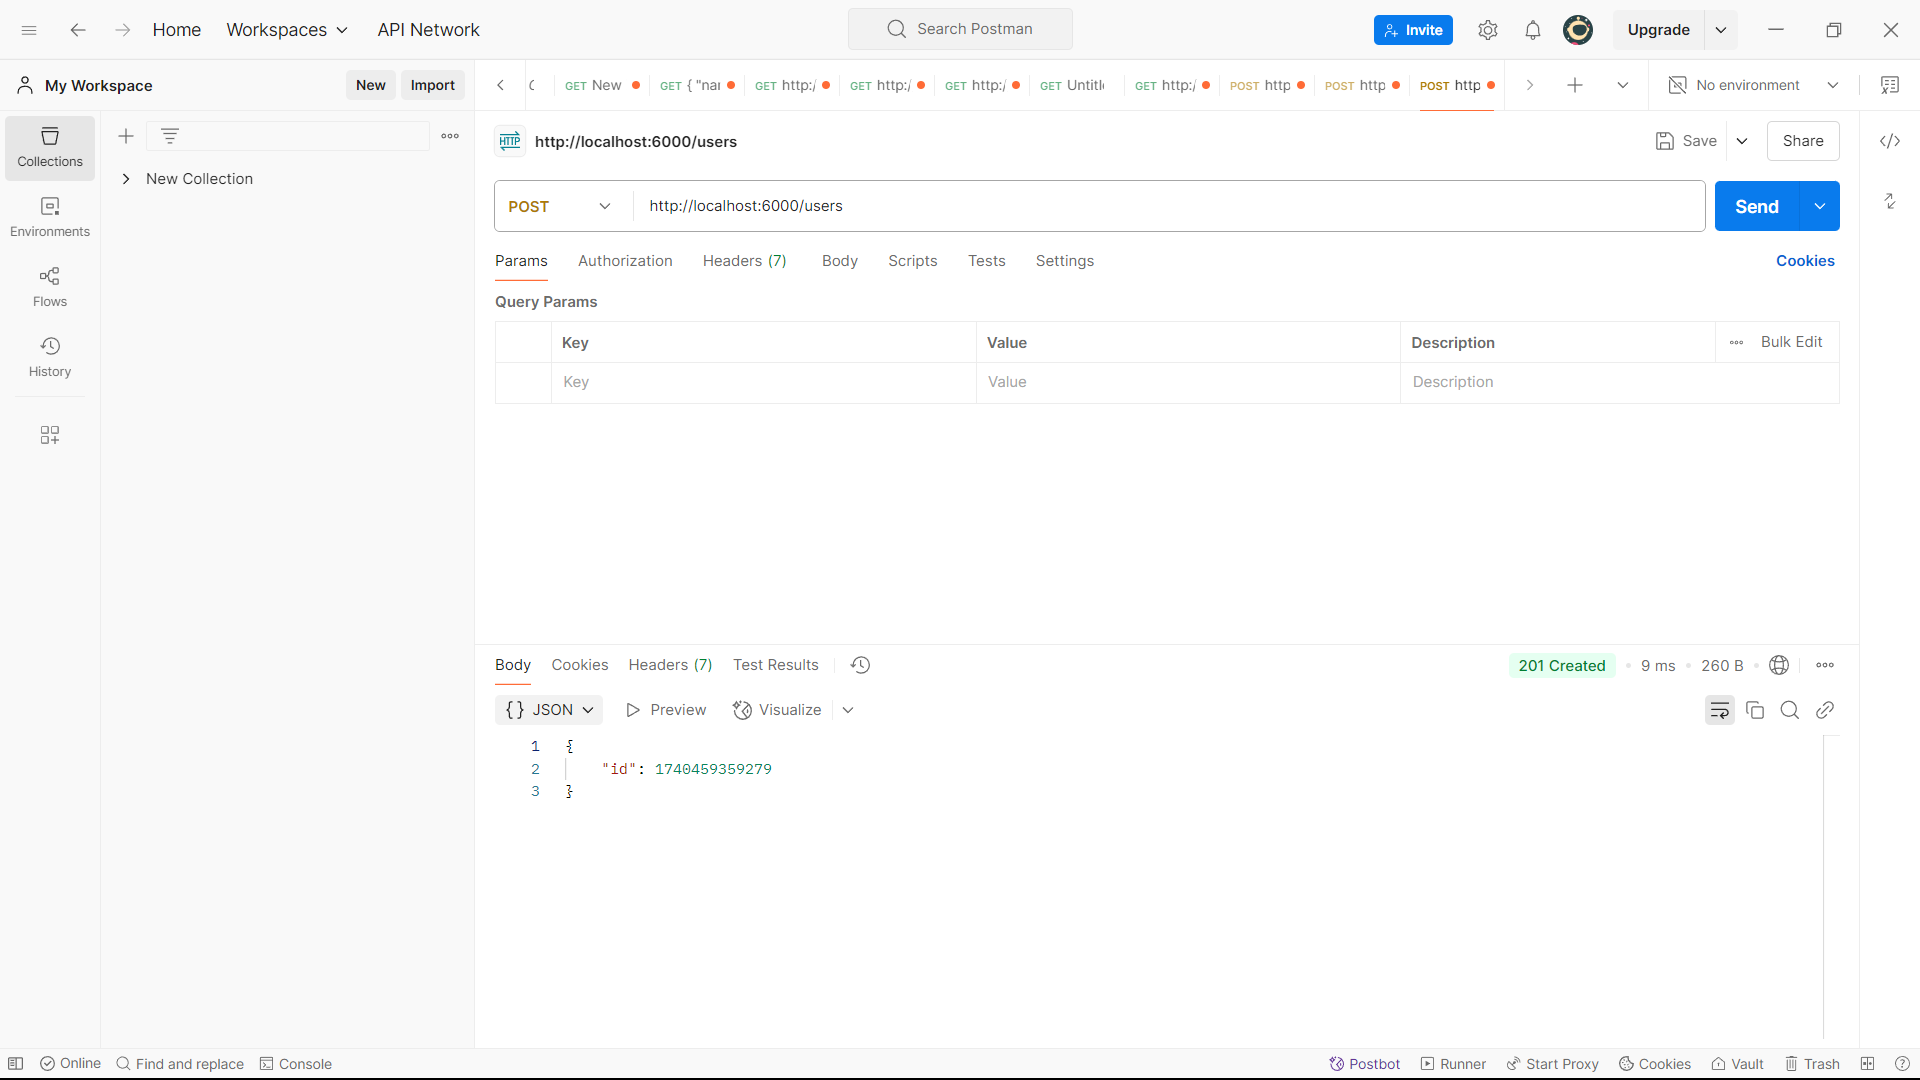 Home Workspaces API Network Search Postman Invite Upgrade
My Workspace New Import GET New GET { "nar GET http:/ GET http:/ GET http:/ GET Untitle GET http:/ POST http POST http POST http No environment
Collections
New Collection
Environments
Flows
History
HTTP http://localhost:6000/users Save Share
POST http://localhost:6000/users Send
Params Authorization Headers (7) Body Scripts Tests Settings Cookies
Query Params
Key Value Description Bulk Edit
Key Value Description
Body Cookies Headers (7) Test Results 201 Created 9 ms 260 B
{} JSON Preview Visualize
1 {
2 "id": 1740459359279
3 }
Online Find and replace Console Postbot Runner Start Proxy Cookies Vault Trash